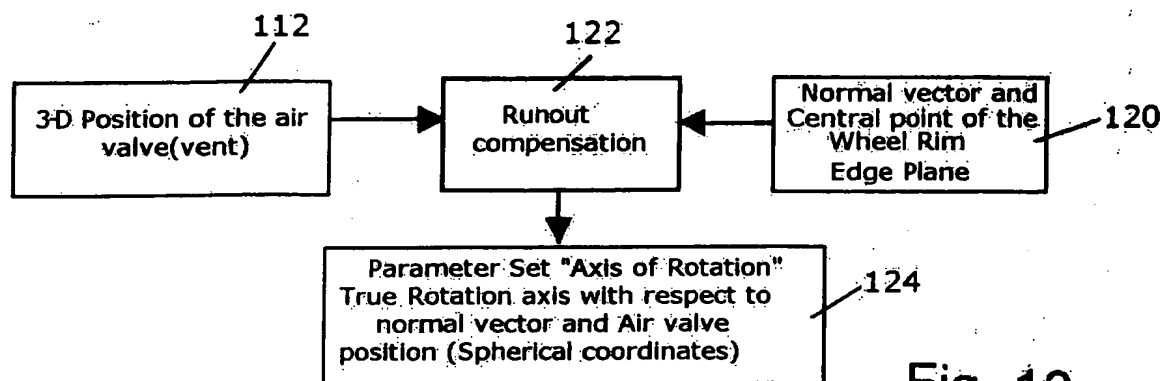 112
122
3-D Position of the air
valve(vent)
Runout
compensation
Normal vector and
Central point of the
Wheel Rim
Edge Plane
120
Parameter Set "Axis of Rotation"
True Rotation axis with respect to
normal vector and Air valve
position (Spherical coordinates)
124
Fig.